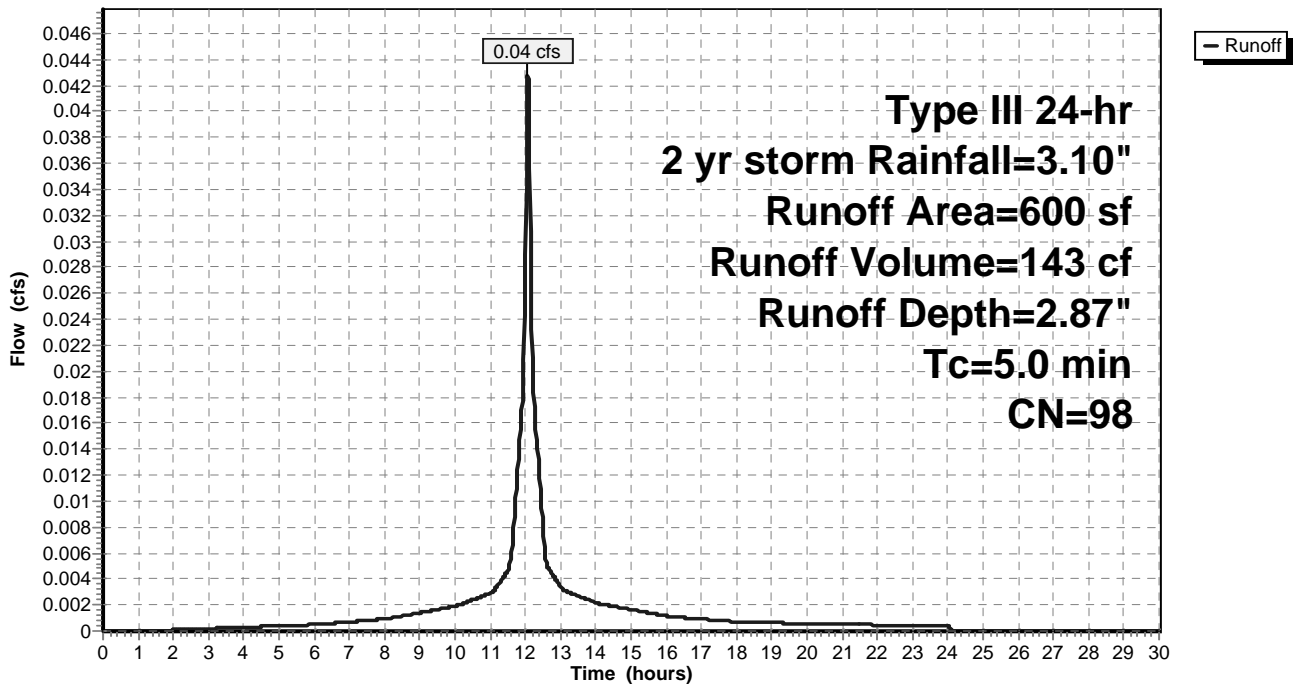 0.046
0.044
0.042
0.04
0.038
0.036
0.034
0.032
0.03
0.028
0.026
0.024
0.022
0.02
0.018
0.016
0.014
0.012
0.01
0.008
0.006
0.004
0.002
0
Flow (cfs)
0.04 cfs
Runoff
Type III 24-hr
2 yr storm Rainfall=3.10"
Runoff Area=600 sf
Runoff Volume=143 cf
Runoff Depth=2.87"
Tc=5.0 min
CN=98
0 1 2 3 4 5 6 7 8 9 10 11 12 13 14 15 16 17 18 19 20 21 22 23 24 25 26 27 28 29 30
Time (hours)